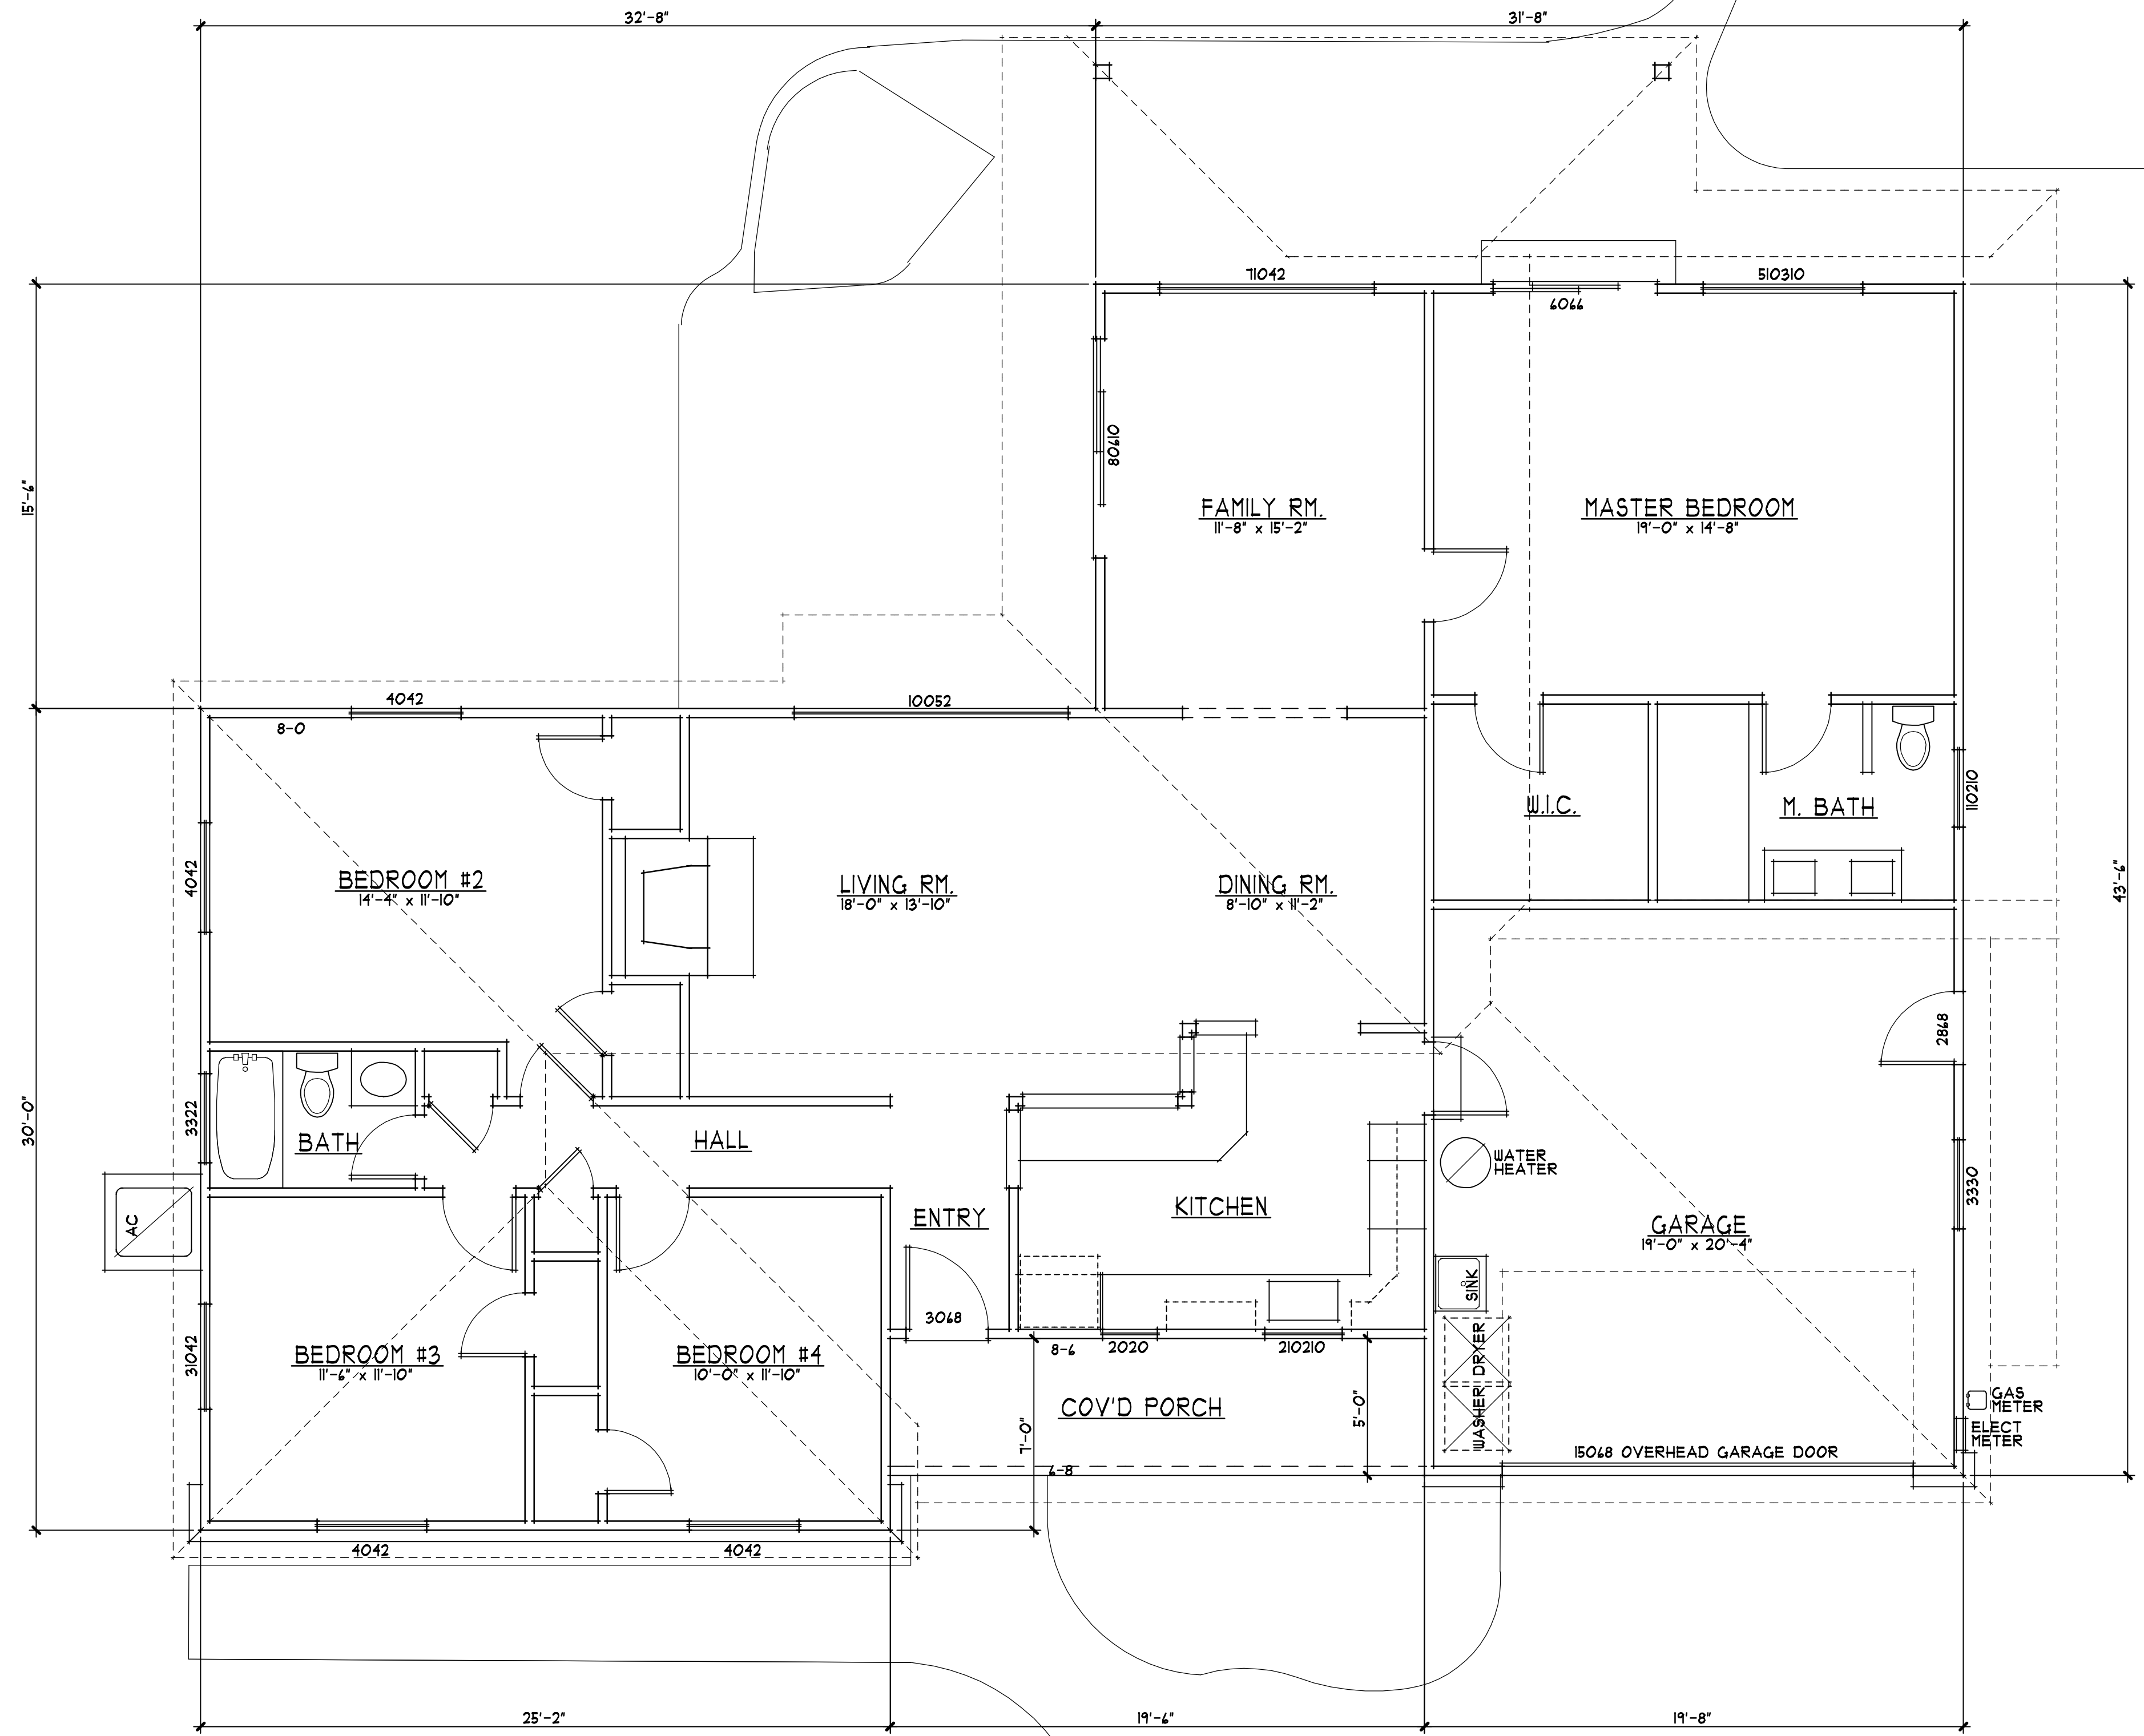 32'-8"
31'-8"
71042
510310
6066
80610
15'-6"
FAMILY RM.
11'-8" x 15'-2"
MASTER BEDROOM
19'-0" x 14'-8"
4042
10052
8-0
110210
W.I.C.
M. BATH
43'-6"
4042
BEDROOM #2
14'-4" x 11'-10"
LIVING RM.
18'-0" x 13'-10"
DINING RM.
8'-10" x 11'-2"
2868
30'-0"
3322
BATH
HALL
WATER
HEATER
3330
AC
ENTRY
KITCHEN
GARAGE
19'-0" x 20'-4"
SINK
3068
31042
BEDROOM #3
11'-6" x 11'-10"
BEDROOM #4
10'-0" x 11'-10"
8-6
2020
210210
WASHER DRYER
COV'D PORCH
5'-0"
7'-0"
GAS
METER
ELECT
METER
15068 OVERHEAD GARAGE DOOR
6-8
4042
4042
25'-2"
19'-6"
19'-8"